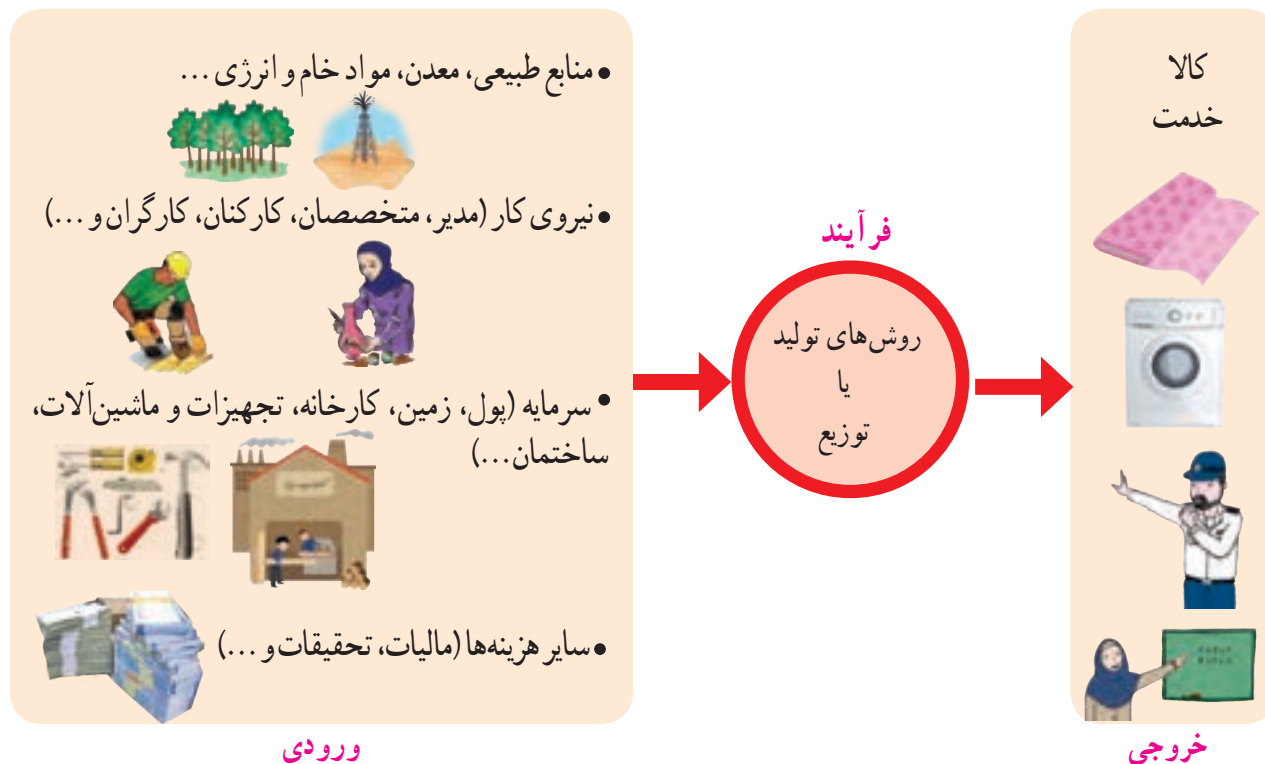 • منابع طبیعی، معدن، مواد خام و انرژی ...
• نیروی کار (مدیر، متخصصان، کارکنان، کارگران و ...)
• سرمایه (پول، زمین، کارخانه، تجهیزات و ماشین‌آلات،
ساختمان...)
• سایر هزینه‌ها (مالیات، تحقیقات و ...)
ورودی
فرآیند
روش‌های تولید
یا
توزیع
کالا
خدمت
خروجی